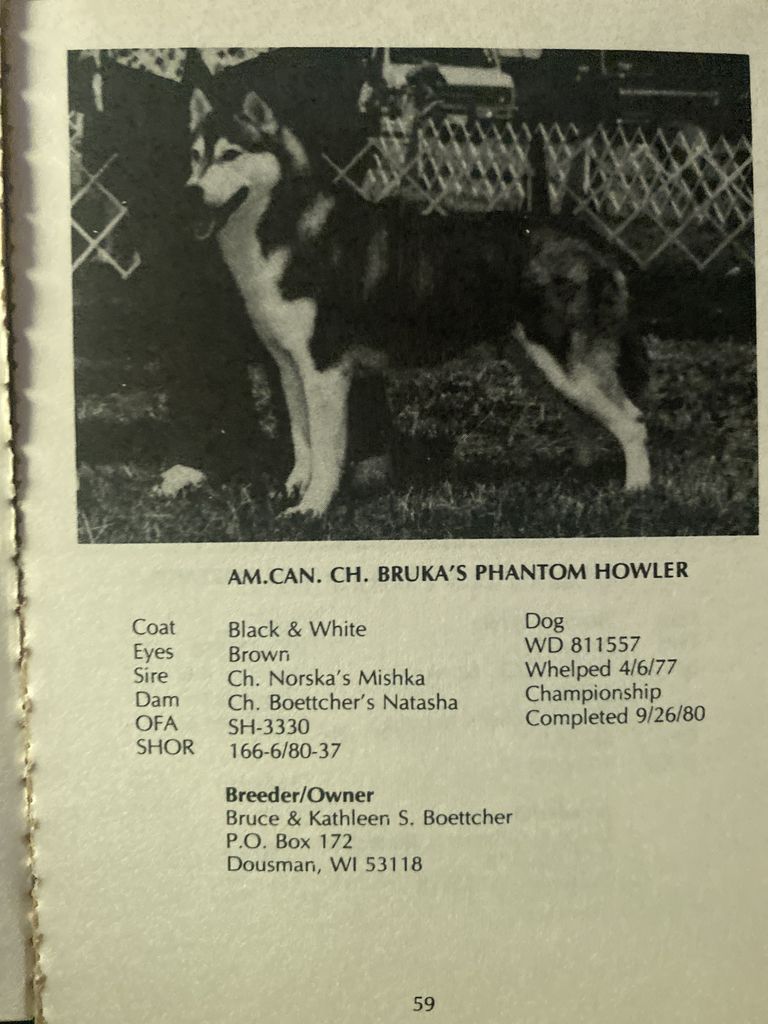 AM.CAN. CH. BRUKA'S PHANTOM HOWLER
Coat Black & White
Eyes Brown
Sire Ch. Norska's Mishka
Dam Ch. Boettcher's Natasha
OFA SH-3330
SHOR 166-6/80-37
Dog
WD 811557
Whelped 4/6/77
Championship
Completed 9/26/80
Breeder/Owner
Bruce & Kathleen S. Boettcher
P.O. Box 172
Dousman, WI 53118
59